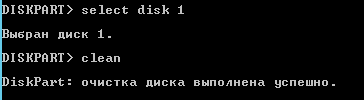 DISKPART> select disk 1
Выбран диск 1.
DISKPART> clean
DiskPart: очистка диска выполнена успешно.